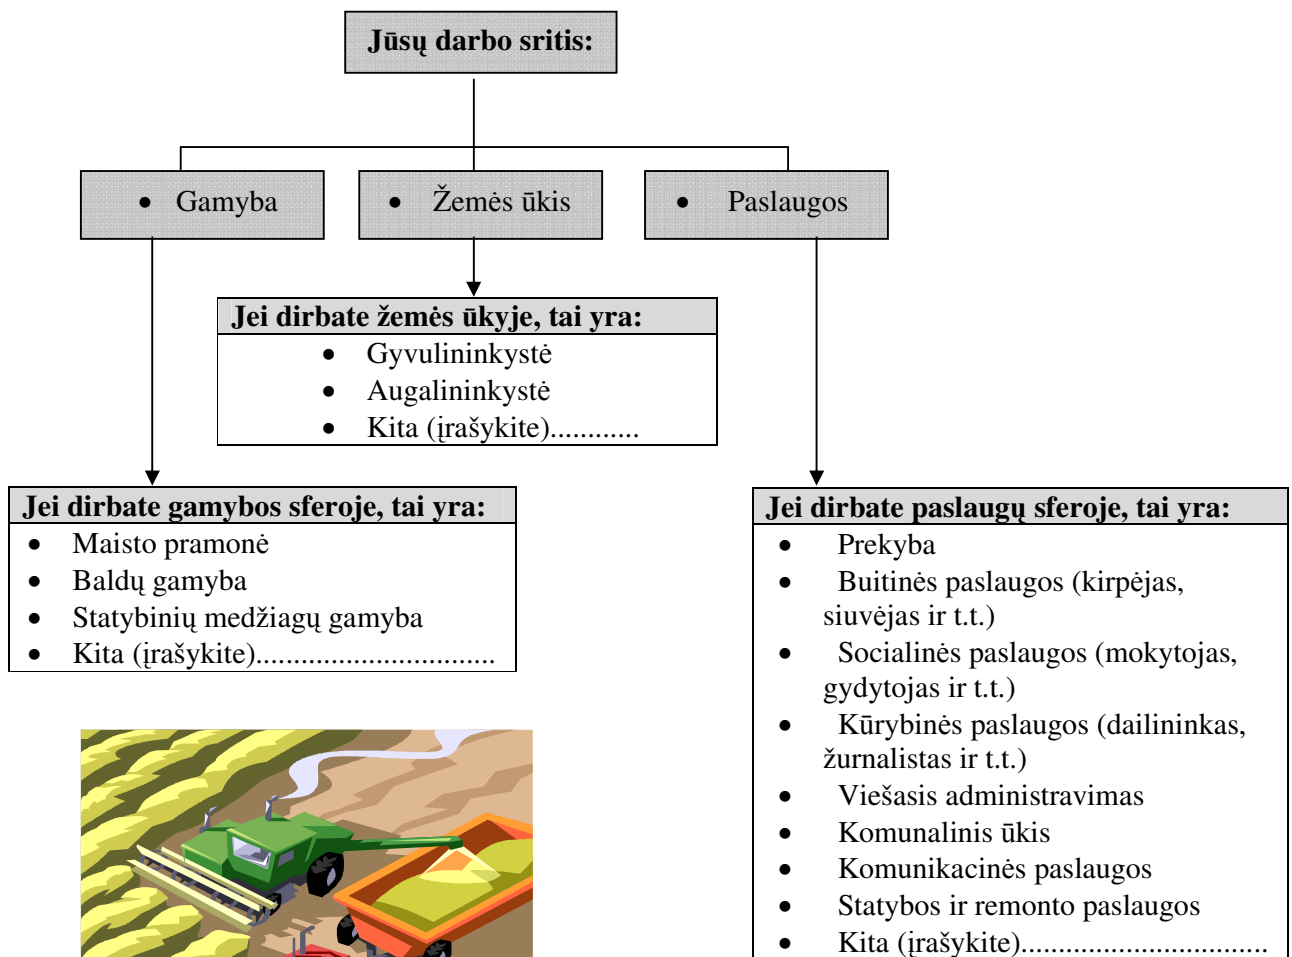 Jūsų darbo sritis:
• Gamyba
• Žemės ūkis
• Paslaugos
Jei dirbate žemės ūkyje, tai yra:
• Gyvulininkystė
• Augalininkystė
• Kita (įrašykite)............
Jei dirbate gamybos sferoje, tai yra:
• Maisto pramonė
• Baldų gamyba
• Statybinių medžiagų gamyba
• Kita (įrašykite)................................
Jei dirbate paslaugų sferoje, tai yra:
• Prekyba
• Buitinės paslaugos (kirpėjas,
siuvėjas ir t.t.)
• Socialinės paslaugos (mokytojas,
gydytojas ir t.t.)
• Kūrybinės paslaugos (dailininkas,
žurnalistas ir t.t.)
• Viešasis administravimas
• Komunalinis ūkis
• Komunikacinės paslaugos
• Statybos ir remonto paslaugos
• Kita (įrašykite).................................